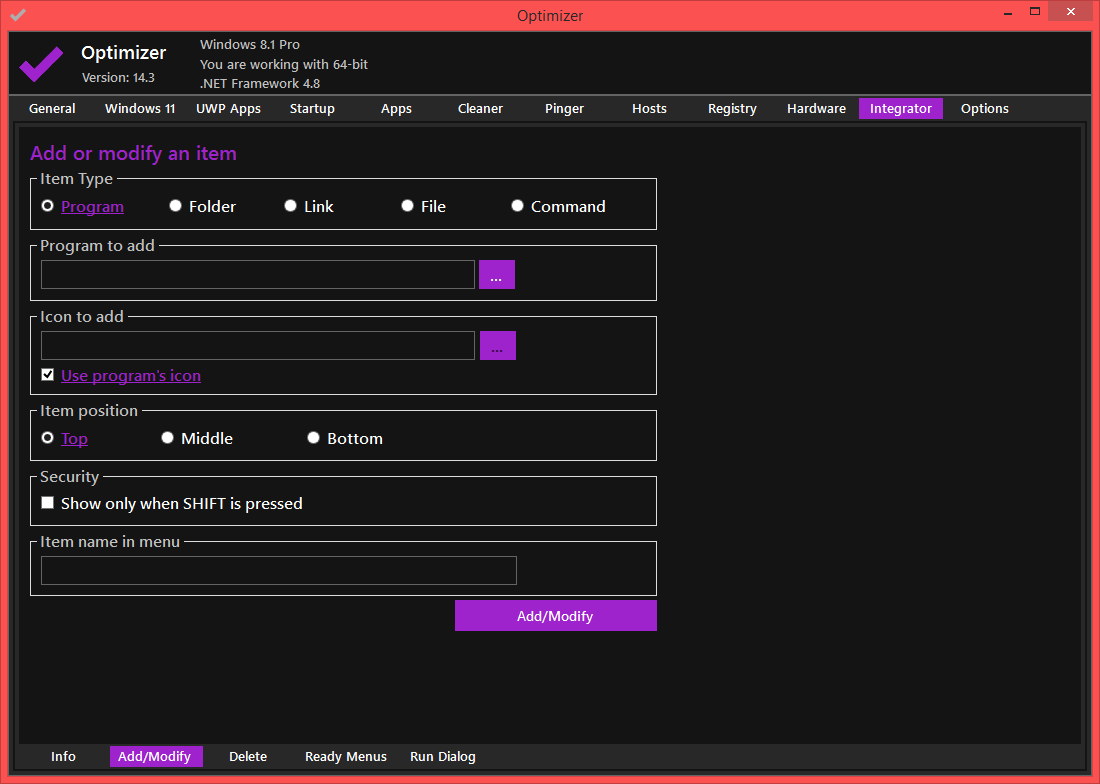 Optimizer
Optimizer
Version: 14.3
Windows 8.1 Pro
You are working with 64-bit
.NET Framework 4.8
General Windows 11 UWP Apps Startup Apps Cleaner Pinger Hosts Registry Hardware Integrator Options
Add or modify an item
Item Type
Program Folder Link File Command
Program to add
...
Icon to add
...
Use program's icon
Item position
Top Middle Bottom
Security
Show only when SHIFT is pressed
Item name in menu
Add/Modify
Info Add/Modify Delete Ready Menus Run Dialog